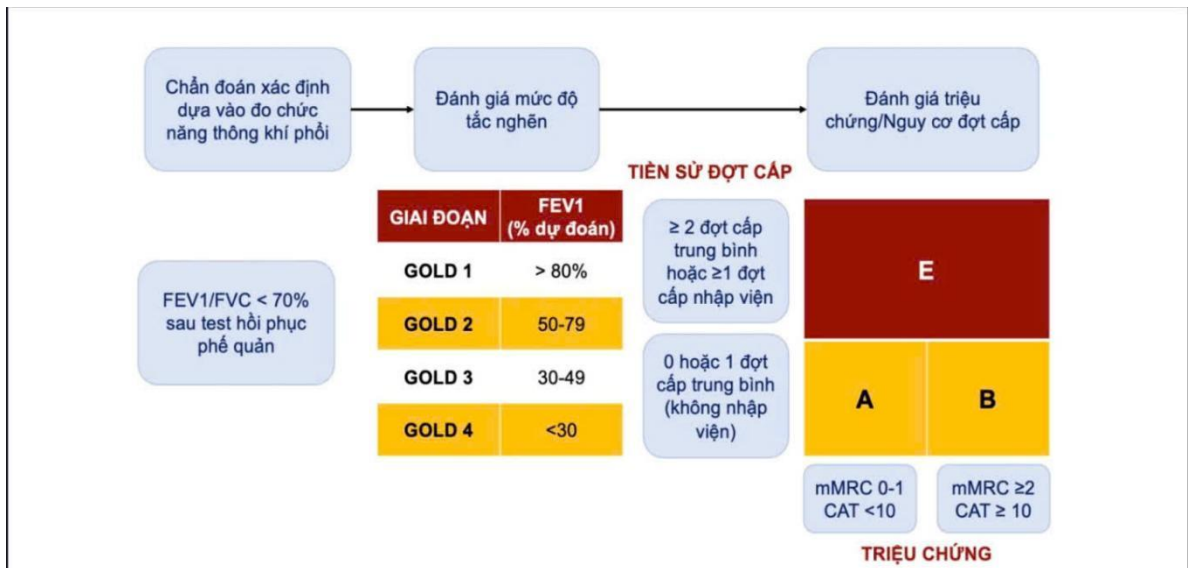 Chẩn đoán xác định
dựa vào đo chức
năng thông khí phổi
Đánh giá mức độ
tắc nghẽn
Đánh giá triệu
chứng/Nguy cơ đợt cấp
FEV1/FVC < 70%
sau test hồi phục
phế quản
GIAI ĐOẠN
FEV1
(% dự đoán)
GOLD 1
> 80%
GOLD 2
50-79
GOLD 3
30-49
GOLD 4
<30
TIỀN SỬ ĐỢT CẤP
≥ 2 đợt cấp
trung bình
hoặc ≥1 đợt
cấp nhập viện
0 hoặc 1 đợt
cấp trung bình
(không nhập
viện)
E
A
B
mMRC 0-1
CAT <10
mMRC ≥2
CAT ≥ 10
TRIỆU CHỨNG